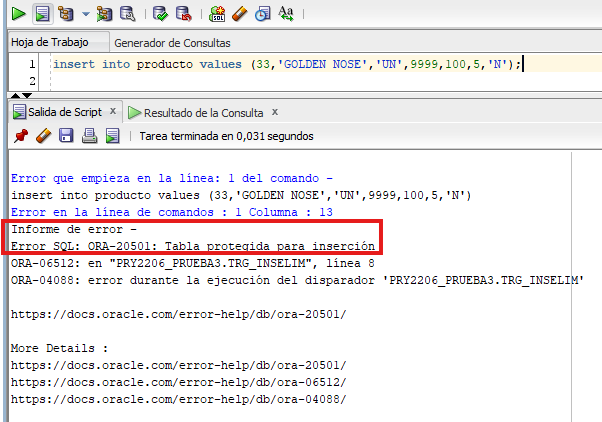 SQL
Aa
Hoja de Trabajo Generador de Consultas
1 insert into producto values (33,'GOLDEN NOSE','UN',9999,100,5,'N');
2
Salida de Script x Resultado de la Consulta x
Tarea terminada en 0,031 segundos
Error que empieza en la línea: 1 del comando -
insert into producto values (33,'GOLDEN NOSE','UN',9999,100,5,'N')
Error en la línea de comandos : 1 Columna : 13
Informe de error -
Error SQL: ORA-20501: Tabla protegida para inserción
ORA-06512: en "PRY2206_PRUEBA3.TRG_INSELIM", línea 8
ORA-04088: error durante la ejecución del disparador 'PRY2206_PRUEBA3.TRG_INSELIM'
https://docs.oracle.com/error-help/db/ora-20501/
More Details :
https://docs.oracle.com/error-help/db/ora-20501/
https://docs.oracle.com/error-help/db/ora-06512/
https://docs.oracle.com/error-help/db/ora-04088/